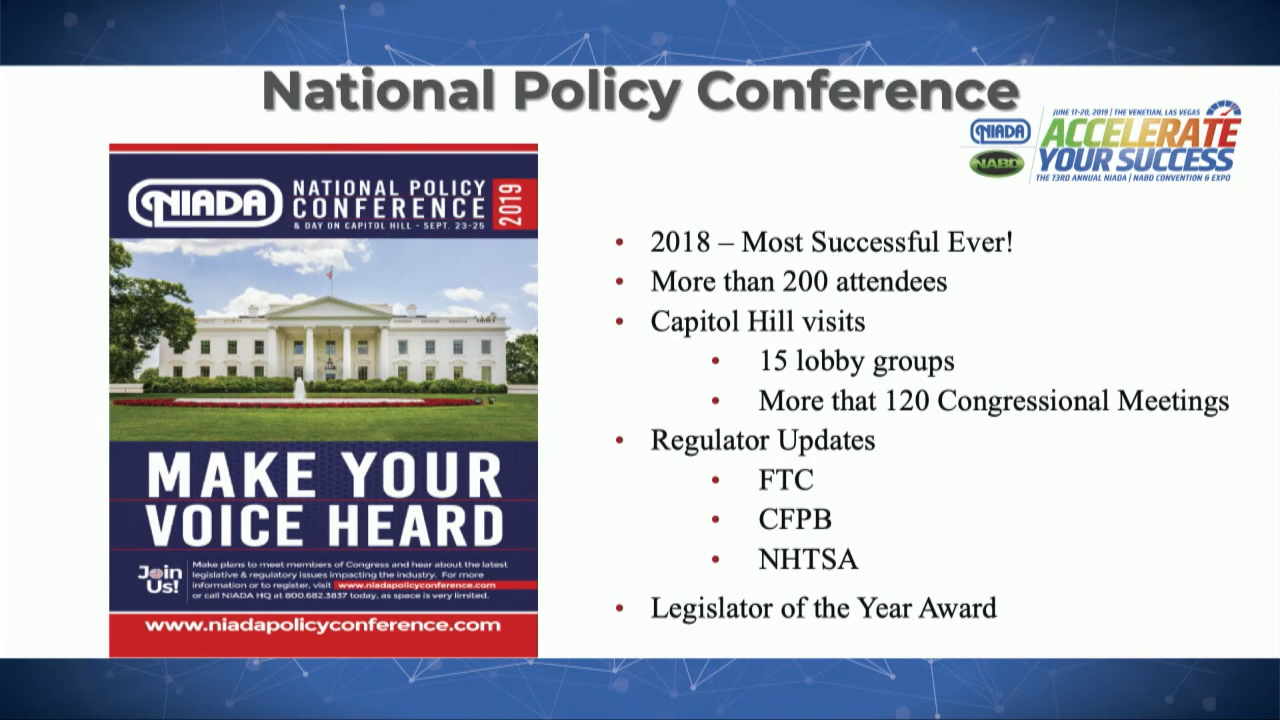 National Policy Conference
JUNE 17-20, 2019 | THE VENETIAN, LAS VEGAS
NIADA
NABD
ACCELERATE
YOUR SUCCESS
THE 73RD ANNUAL NIADA | NABD CONVENTION & EXPO
NIADA
NATIONAL POLICY
CONFERENCE
& DAY ON CAPITOL HILL - SEPT. 23-25
2019
MAKE YOUR
VOICE HEARD
Join
Us!
Make plans to meet members of Congress and hear about the latest
legislative & regulatory issues impacting the industry. For more
information or to register, visit www.niadapolicyconference.com
or call NIADA HQ at 800.682.3837 today, as space is very limited.
www.niadapolicyconference.com
• 2018 – Most Successful Ever!
• More than 200 attendees
• Capitol Hill visits
• 15 lobby groups
• More that 120 Congressional Meetings
• Regulator Updates
• FTC
• CFPB
• NHTSA
• Legislator of the Year Award